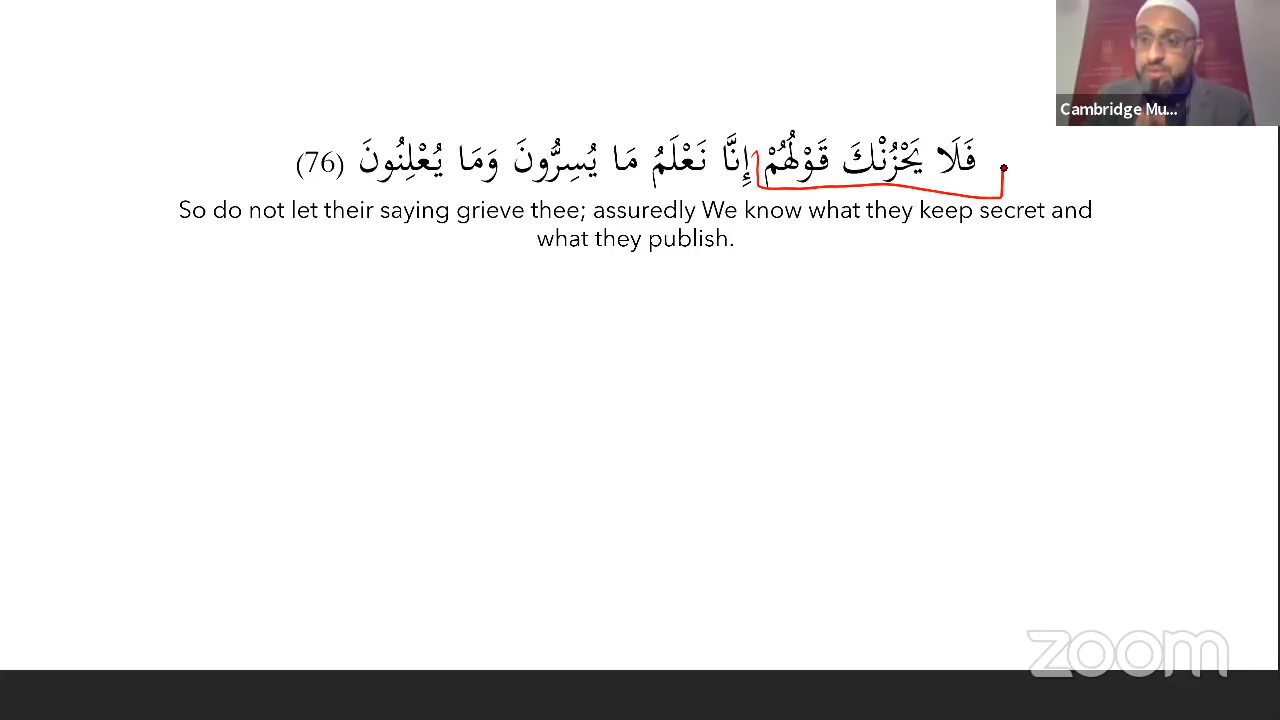 Cambridge Mu...
فَلَا يَحْزُنْكَ قَوْلُهُمْ إِنَّا نَعْلَمُ مَا يُسِرُّونَ وَمَا يُعْلِنُونَ (76)
So do not let their saying grieve thee; assuredly We know what they keep secret and
what they publish.
zoom